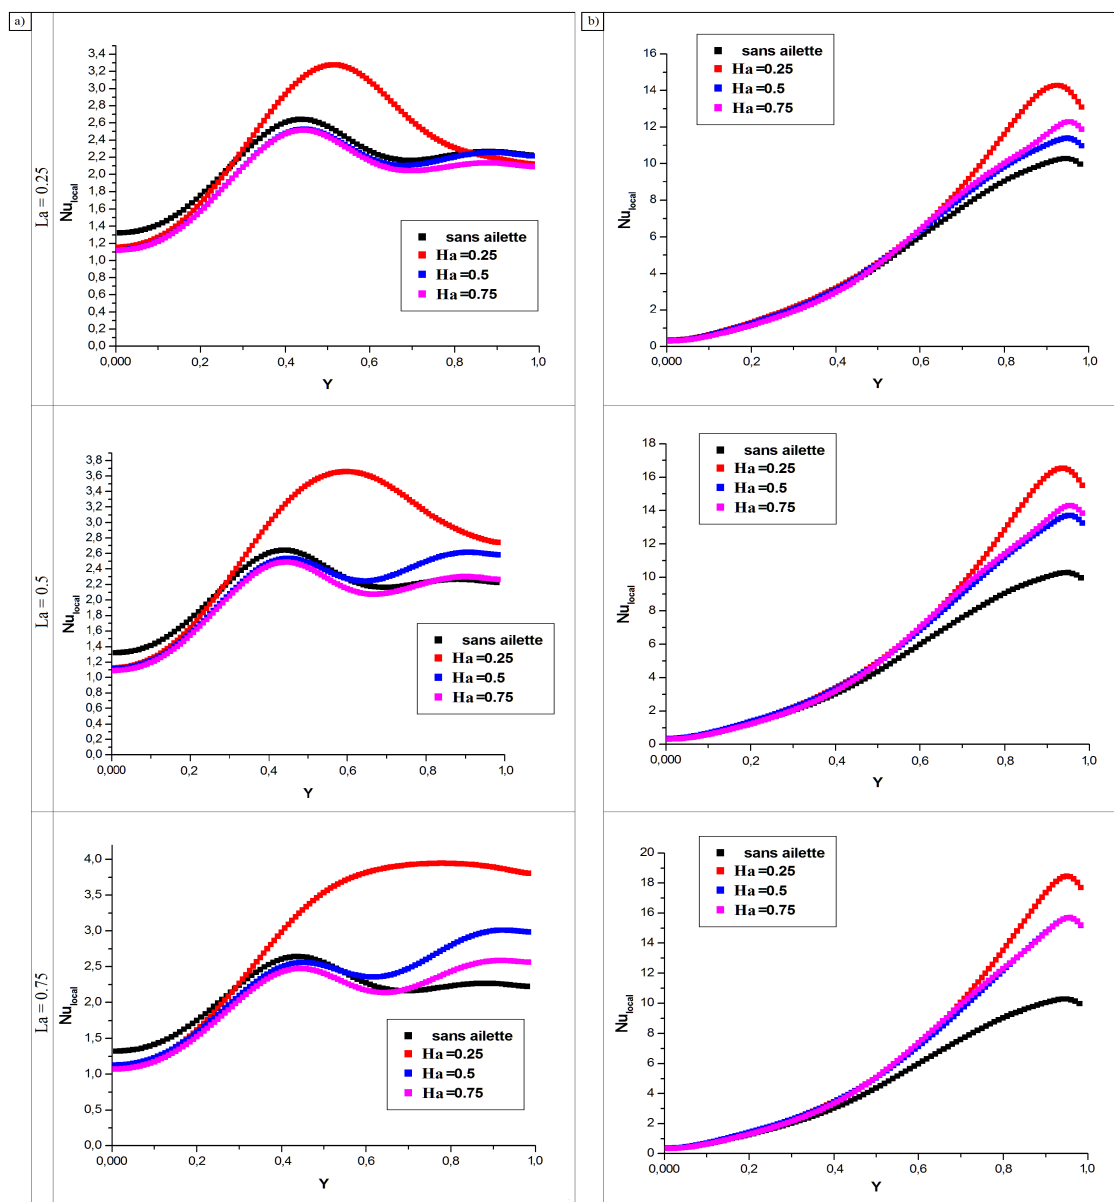 a)
b)
La = 0.25
3,4
3,2
3,0
2,8
2,6
2,4
2,2
2,0
1,8
1,6
1,4
1,2
1,0
0,8
0,6
0,4
0,2
0,0
Nu local
sans ailette
Ha=0.25
Ha=0.5
Ha=0.75
0,000 0,2 0,4 0,6 0,8 1,0
Y
16
14
12
10
8
6
4
2
0
Nu local
sans ailette
Ha=0.25
Ha=0.5
Ha=0.75
0,000 0,2 0,4 0,6 0,8 1,0
Y
La = 0.5
3,8
3,6
3,4
3,2
3,0
2,8
2,6
2,4
2,2
2,0
1,8
1,6
1,4
1,2
1,0
0,8
0,6
0,4
0,2
0,0
Nu local
sans ailette
Ha=0.25
Ha=0.5
Ha=0.75
0,000 0,2 0,4 0,6 0,8 1,0
Y
18
16
14
12
10
8
6
4
2
0
Nu local
sans ailette
Ha=0.25
Ha=0.5
Ha=0.75
0,000 0,2 0,4 0,6 0,8 1,0
Y
La = 0.75
4,0
3,5
3,0
2,5
2,0
1,5
1,0
0,5
0,0
Nu local
sans ailette
Ha=0.25
Ha=0.5
Ha=0.75
0,000 0,2 0,4 0,6 0,8 1,0
Y
20
18
16
14
12
10
8
6
4
2
0
Nu local
sans ailette
Ha=0.25
Ha=0.5
Ha=0.75
0,000 0,2 0,4 0,6 0,8 1,0
Y